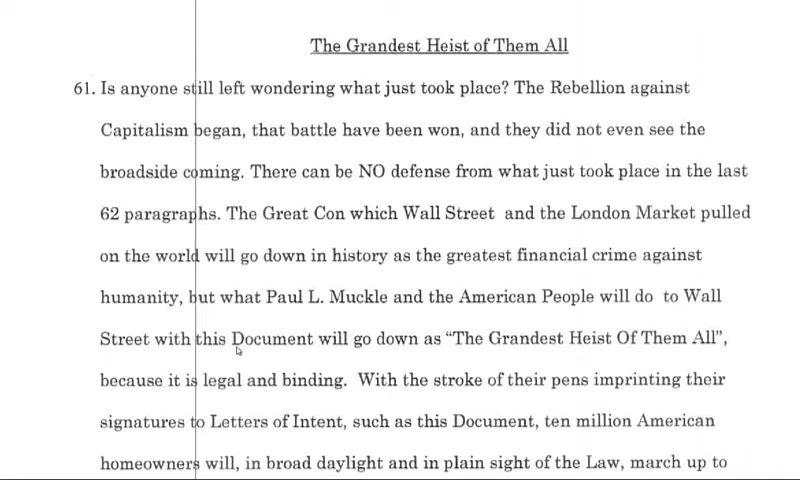 The Grandest Heist of Them All
61. Is anyone still left wondering what just took place? The Rebellion against
Capitalism began, that battle have been won, and they did not even see the
broadside coming. There can be NO defense from what just took place in the last
62 paragraphs. The Great Con which Wall Street and the London Market pulled
on the world will go down in history as the greatest financial crime against
humanity, but what Paul L. Muckle and the American People will do to Wall
Street with this Document will go down as “The Grandest Heist Of Them All”,
because it is legal and binding. With the stroke of their pens imprinting their
signatures to Letters of Intent, such as this Document, ten million American
homeowners will, in broad daylight and in plain sight of the Law, march up to